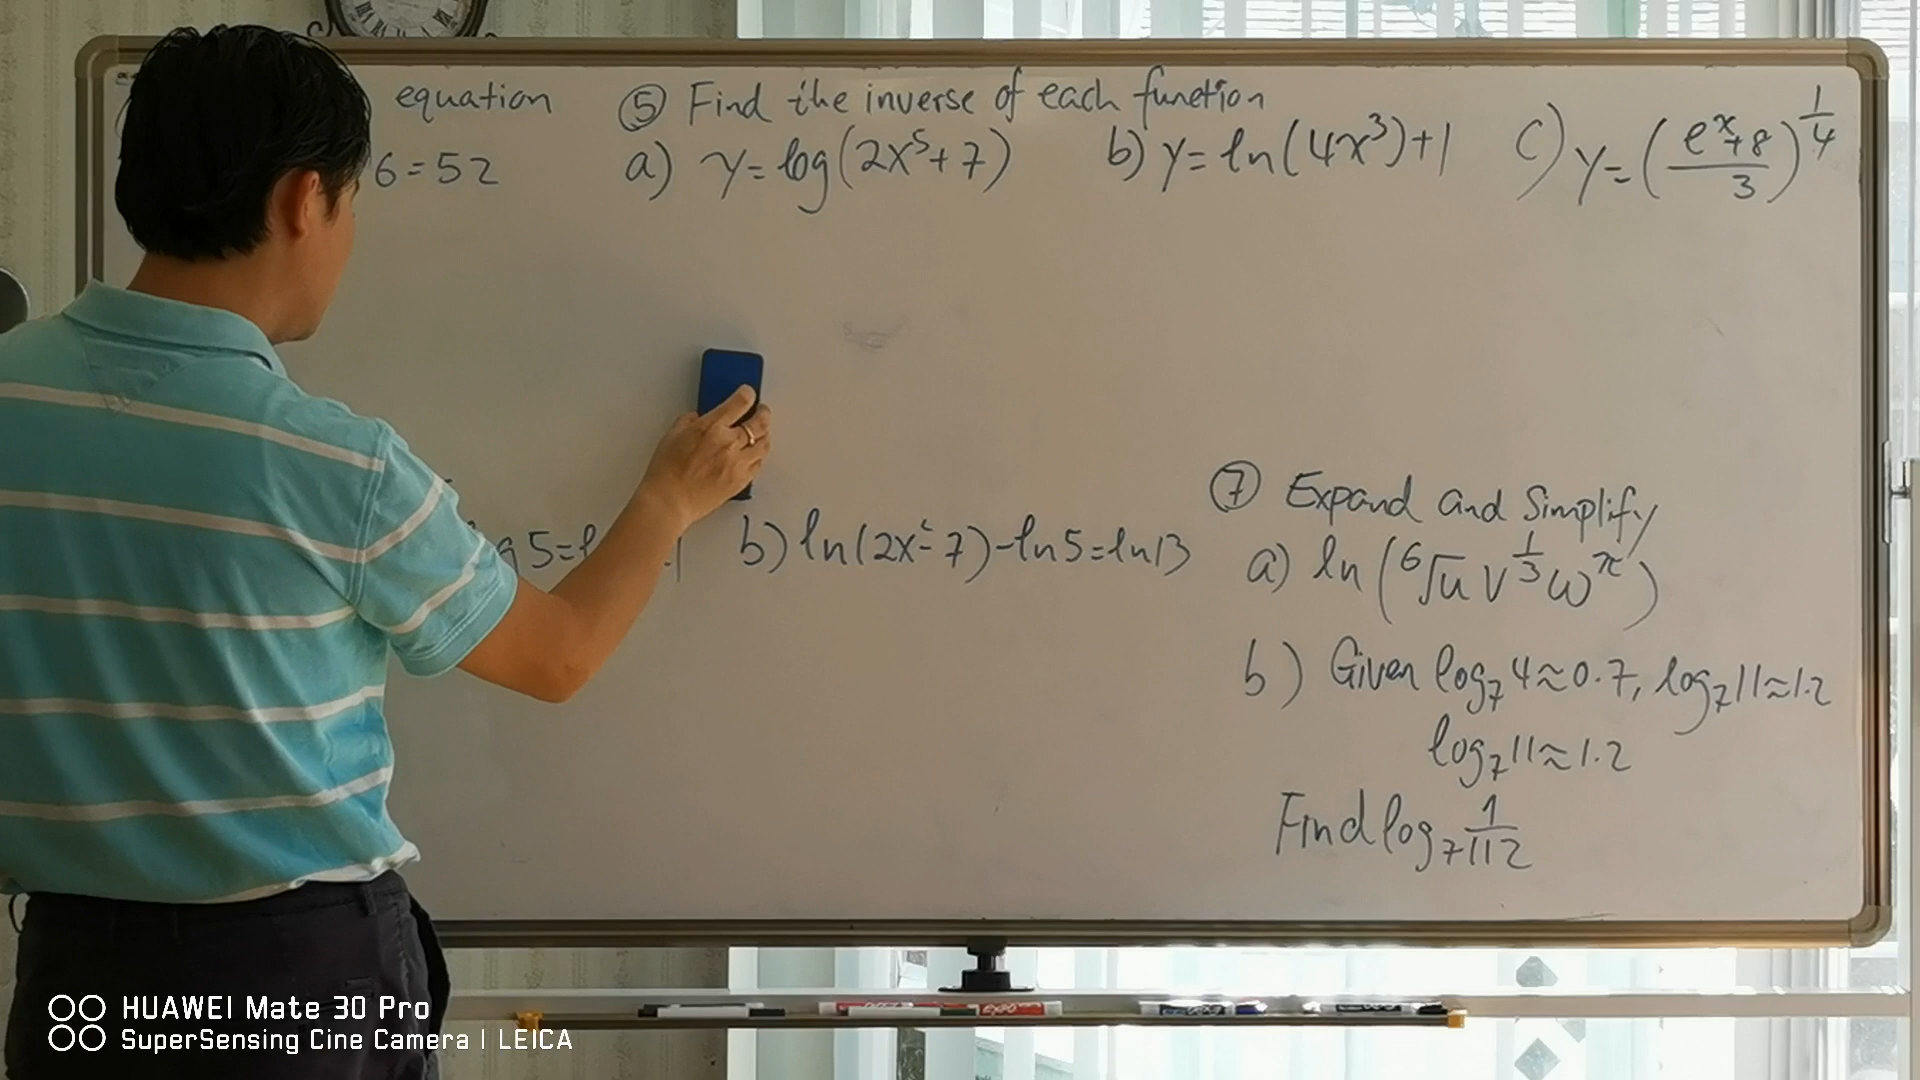 equation
6=52
⑤ Find the inverse of each function
a) y=log(2x⁵+7) b) y=ln(4x³)+1 c) y=((eˣ+8)/3)^(1/4)
5=
b) ln(2x²-7)-ln5=ln13
⑦ Expand and Simplify
a) ln(⁶√u v^(1/3) w^π)
b) Given log₇4≈0.7, log₇11≈1.2
log₇11≈1.2
Find log₇ 1/112
HUAWEI Mate 30 Pro
SuperSensing Cine Camera | LEICA
EXPO